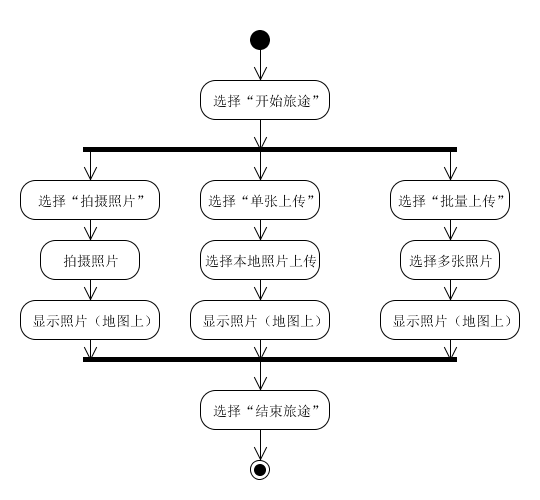 选择“开始旅途”
选择“拍摄照片”
选择“单张上传”
选择“批量上传”
拍摄照片
选择本地照片上传
选择多张照片
显示照片（地图上）
显示照片（地图上）
显示照片（地图上）
选择“结束旅途”